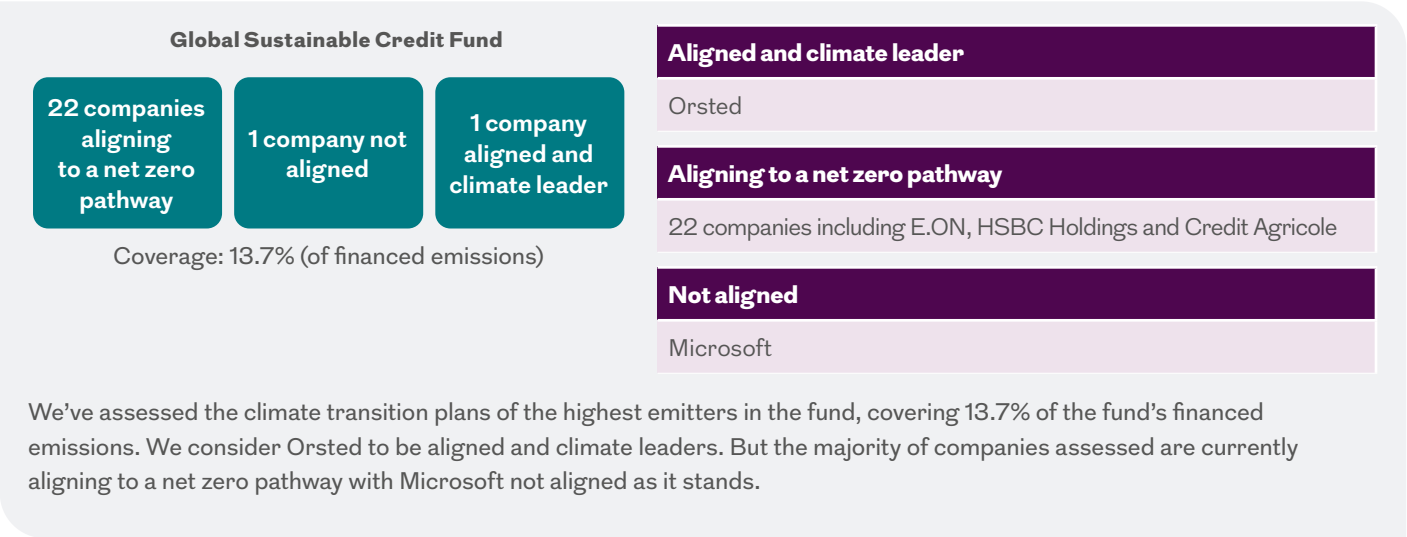 Global Sustainable Credit Fund
22 companies
aligning
to a net zero
pathway
1 company not
aligned
1 company
aligned and
climate leader
Coverage: 13.7% (of financed emissions)
Aligned and climate leader
Orsted
Aligning to a net zero pathway
22 companies including E.ON, HSBC Holdings and Credit Agricole
Not aligned
Microsoft
We’ve assessed the climate transition plans of the highest emitters in the fund, covering 13.7% of the fund’s financed
emissions. We consider Orsted to be aligned and climate leaders. But the majority of companies assessed are currently
aligning to a net zero pathway with Microsoft not aligned as it stands.